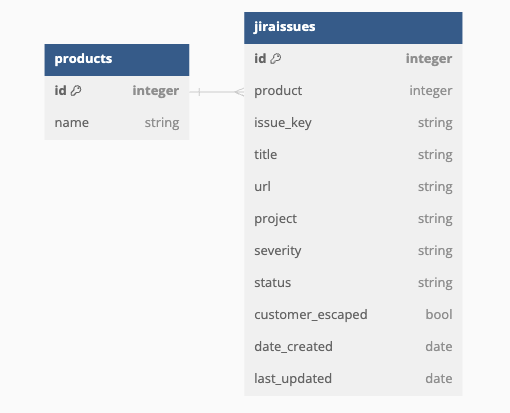 products
id integer
name string
jiraissues
id integer
product integer
issue_key string
title string
url string
project string
severity string
status string
customer_escaped bool
date_created date
last_updated date